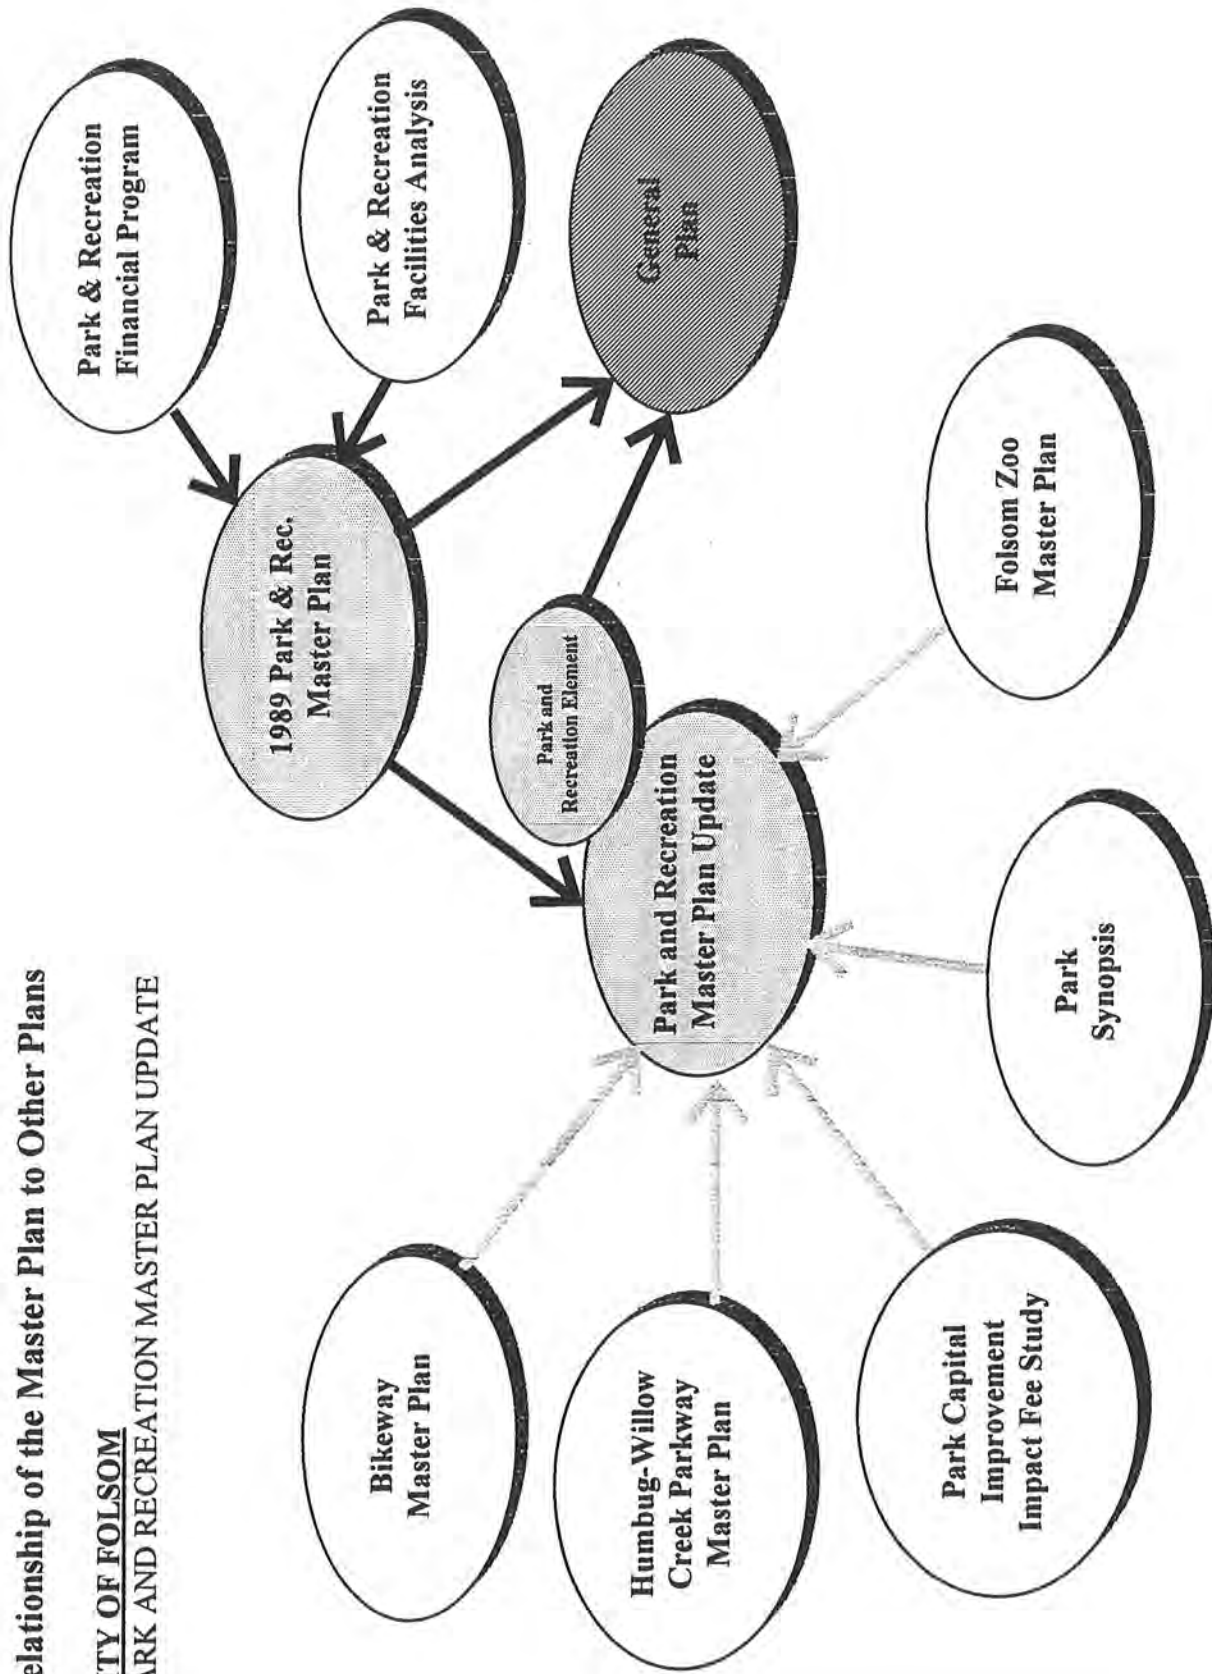 elationship of the Master Plan to Other Plans
ITY OF FOLSOM
ARK AND RECREATION MASTER PLAN UPDATE
Park & Recreation
Financial Program
Park & Recreation
Facilities Analysis
1989 Park & Rec.
Master Plan
General
Plan
Park and
Recreation Element
Park and Recreation
Master Plan Update
Bikeway
Master Plan
Humbug-Willow
Creek Parkway
Master Plan
Park Capital
Improvement
Impact Fee Study
Park
Synopsis
Folsom Zoo
Master Plan